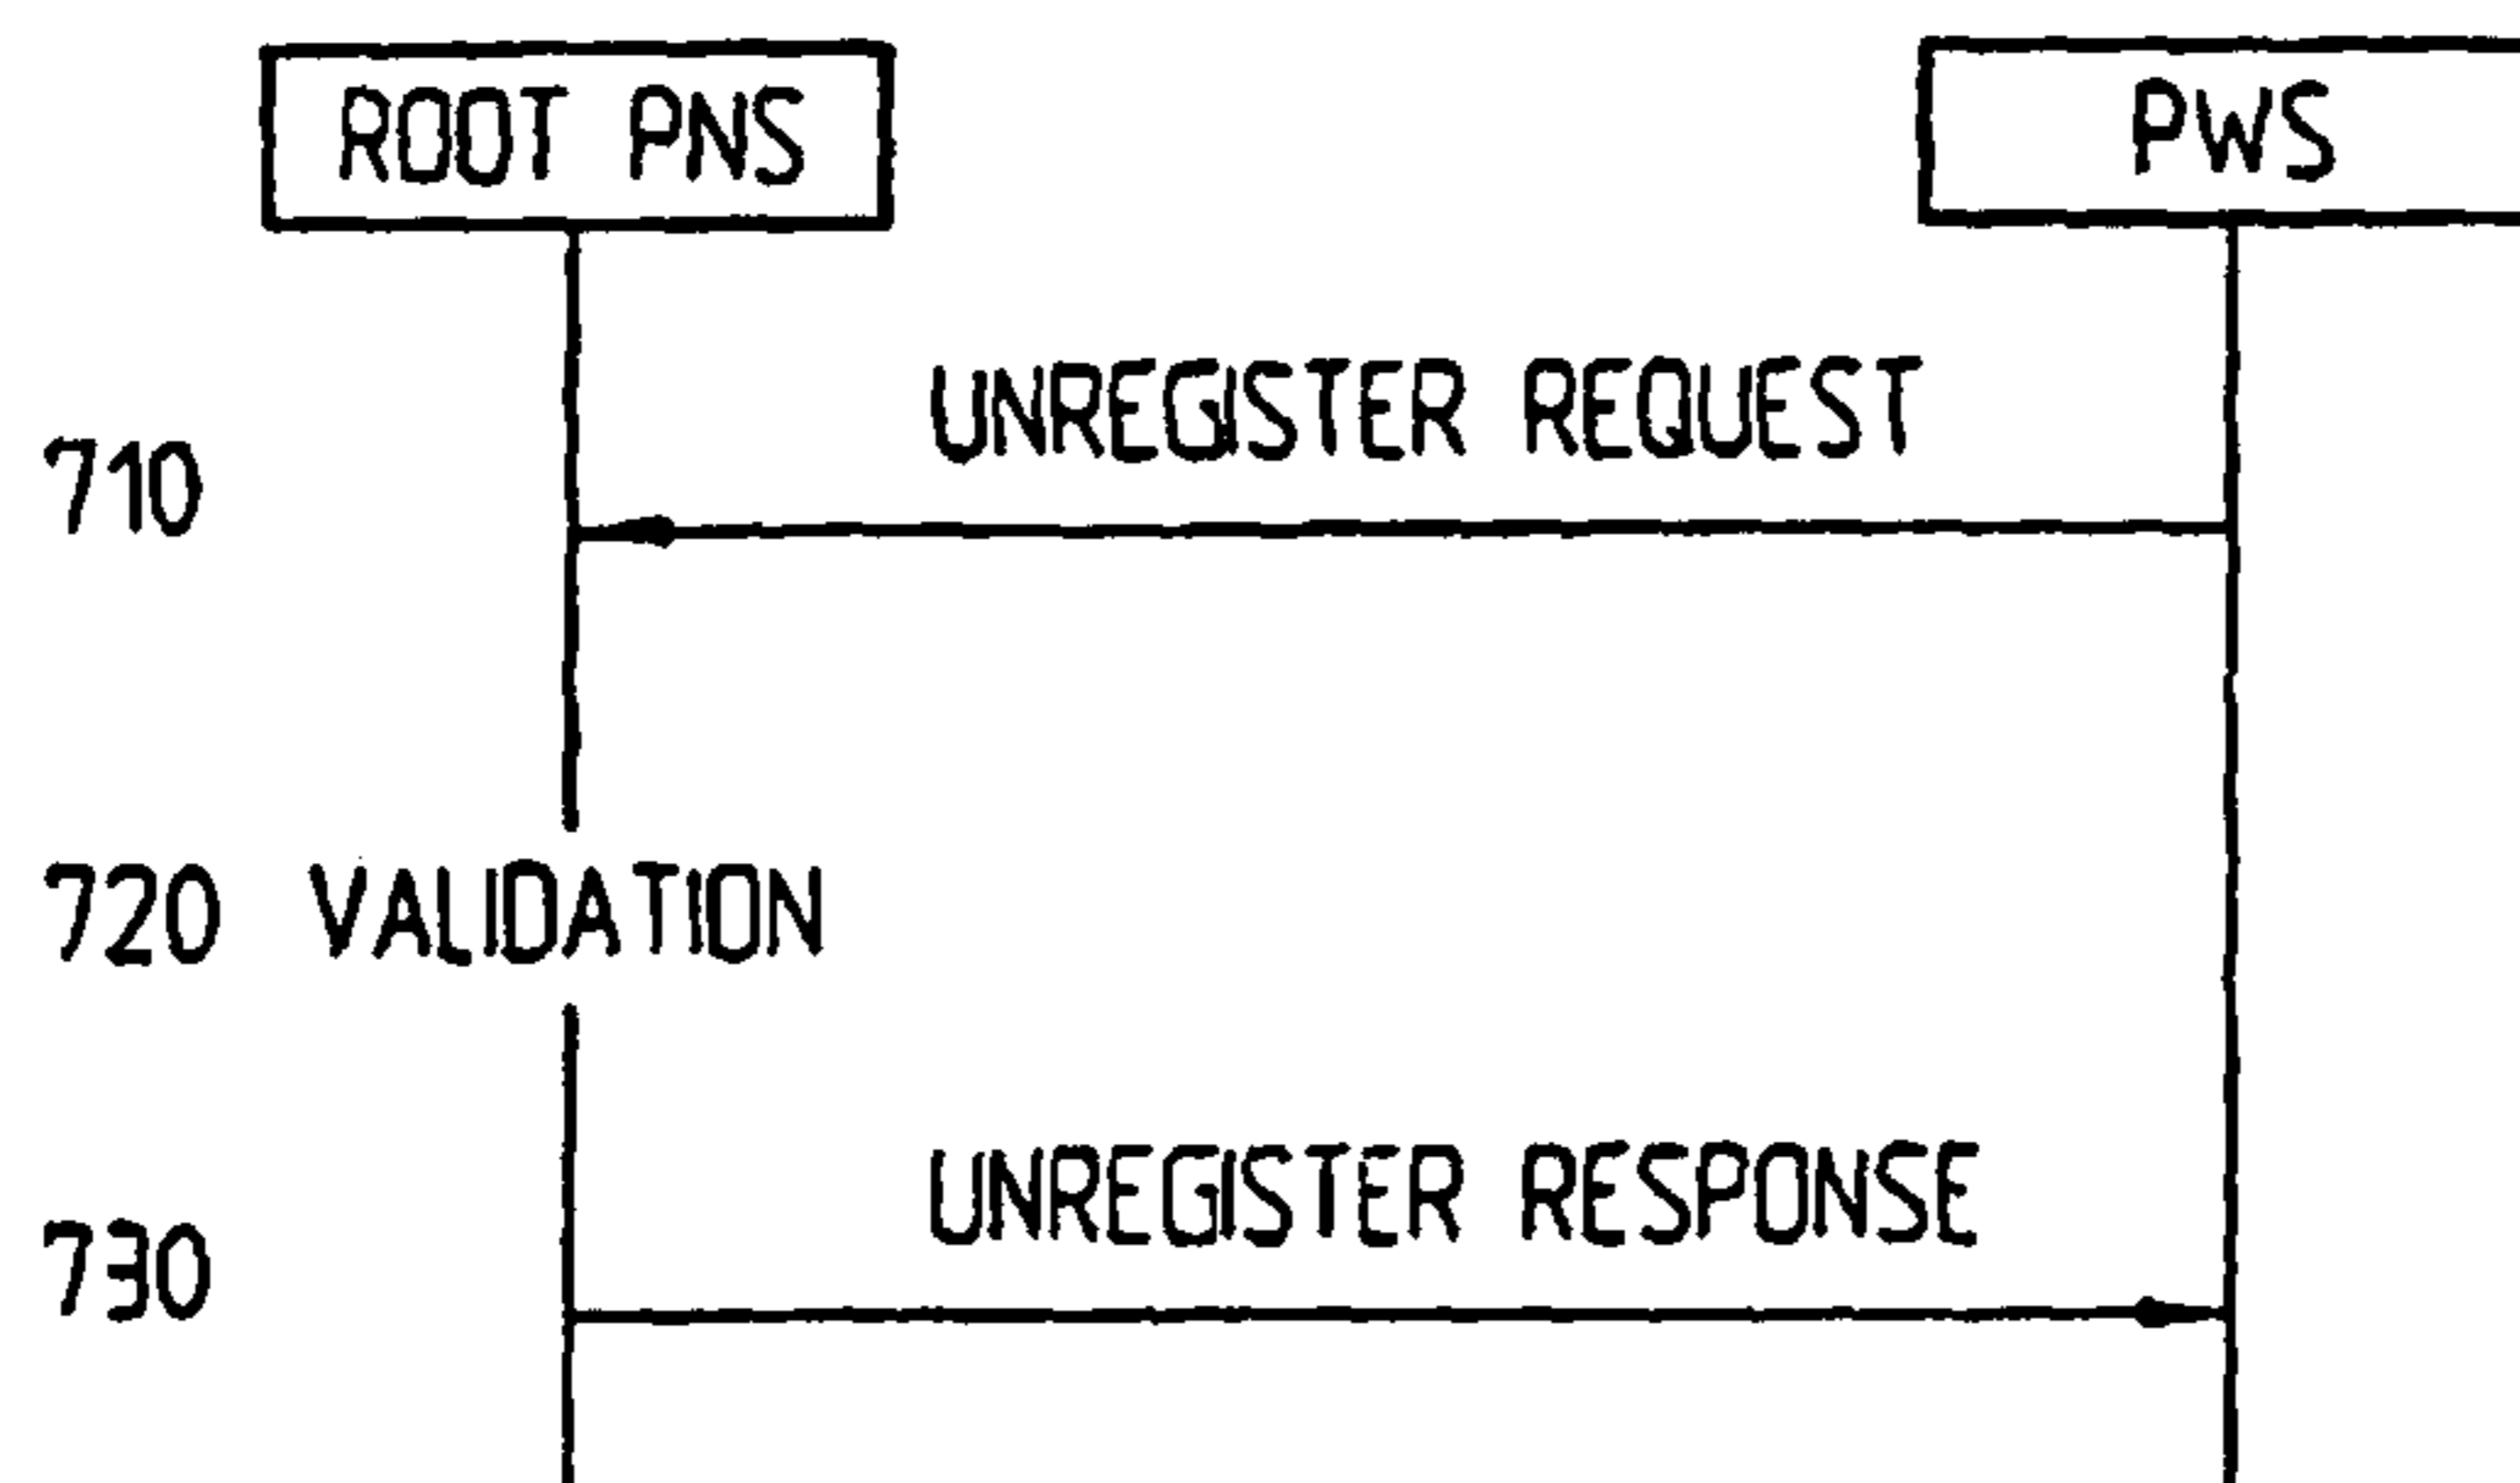 ROOT PNS
PWS
UNREGISTER REQUEST
710
720 VALIDATION
UNREGISTER RESPONSE
730